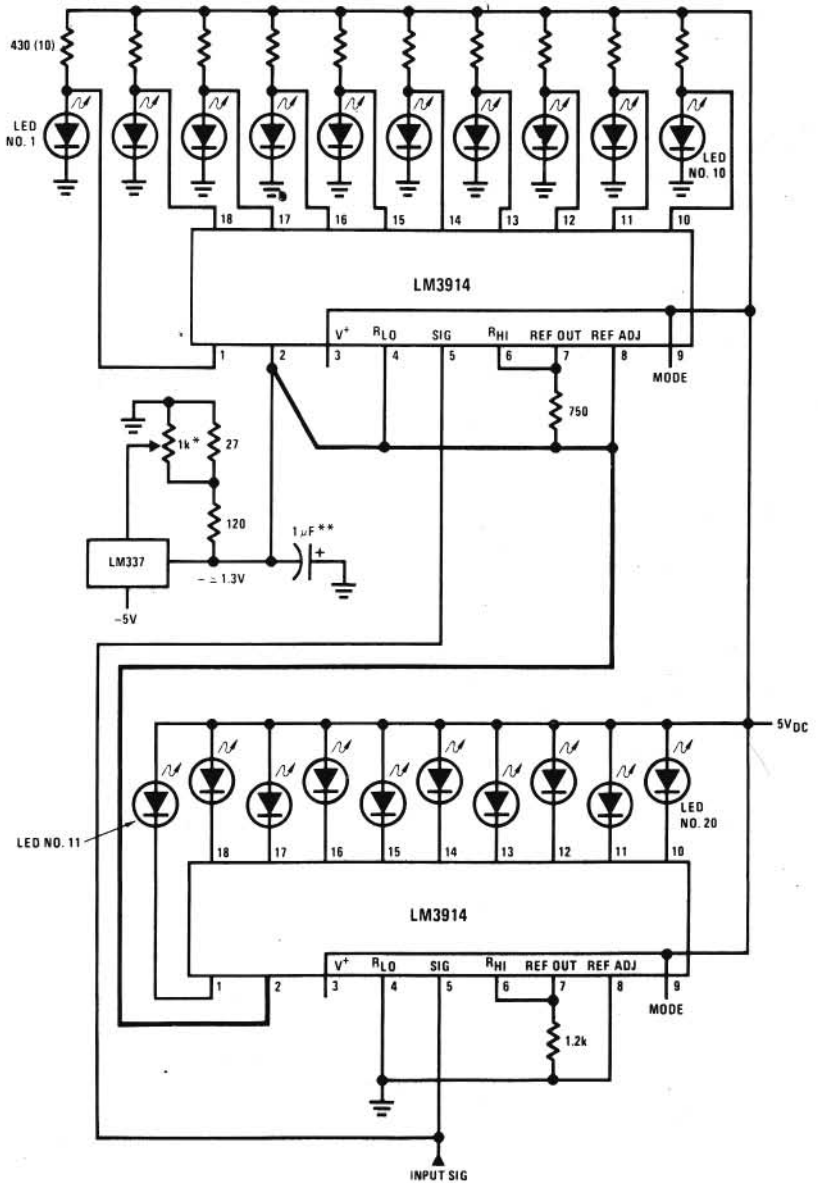 430 (10)
LED
NO. 1
LED
NO. 10
18 17 16 15 14 13 12 11 10
LM3914
V+ RLO SIG RHI REF OUT REF ADJ
1 2 3 4 5 6 7 8 9
MODE
750
1k* 27
120
1 µF**
+
LM337
− ≃ 1.3V
−5V
5VDC
LED
NO. 20
LED NO. 11
18 17 16 15 14 13 12 11 10
LM3914
V+ RLO SIG RHI REF OUT REF ADJ
1 2 3 4 5 6 7 8 9
MODE
1.2k
INPUT SIG